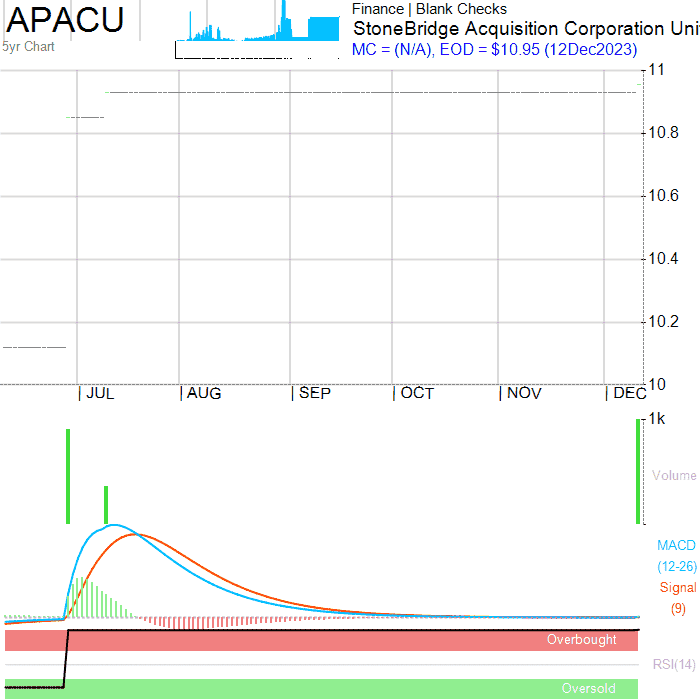 APACU
5yr Chart
Finance | Blank Checks
StoneBridge Acquisition Corporation Uni
MC = (N/A), EOD = $10.95 (12Dec2023)
11
10.8
10.6
10.4
10.2
10
| JUL | AUG | SEP | OCT | NOV | DEC
1k
Volume
MACD
(12-26)
Signal
(9)
Overbought
RSI(14)
Oversold